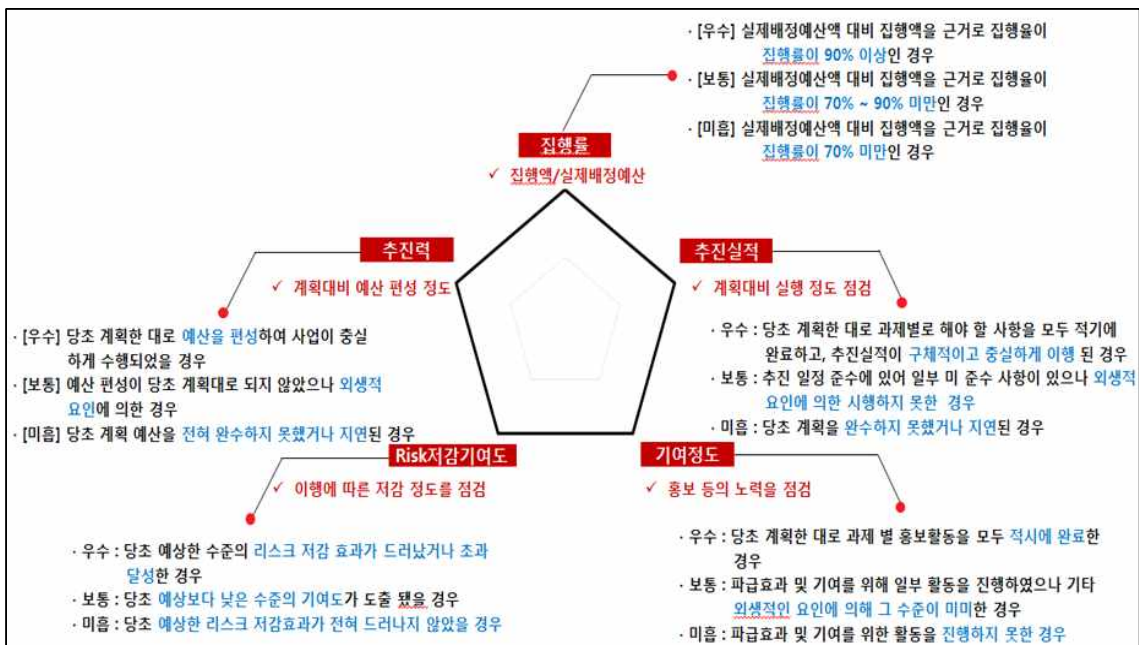 · [우수] 실제배정예산액 대비 집행액을 근거로 집행율이
집행률이 90% 이상인 경우
· [보통] 실제배정예산액 대비 집행액을 근거로 집행율이
집행률이 70% ~ 90% 미만인 경우
· [미흡] 실제배정예산액 대비 집행액을 근거로 집행율이
집행률이 70% 미만인 경우
집행률
✓ 집행액/실제배정예산
추진력
✓ 계획대비 예산 편성 정도
· [우수] 당초 계획한 대로 예산을 편성하여 사업이 충실
하게 수행되었을 경우
· [보통] 예산 편성이 당초 계획대로 되지 않았으나 외생적
요인에 의한 경우
· [미흡] 당초 계획 예산을 전혀 완수하지 못했거나 지연된 경우
추진실적
✓ 계획대비 실행 정도 점검
· 우수 : 당초 계획한 대로 과제별로 해야 할 사항을 모두 적기에
완료하고, 추진실적이 구체적이고 충실하게 이행 된 경우
· 보통 : 추진 일정 준수에 있어 일부 미 준수 사항이 있으나 외생적
요인에 의한 시행하지 못한 경우
· 미흡 : 당초 계획을 완수하지 못했거나 지연된 경우
Risk저감기여도
✓ 이행에 따른 저감 정도를 점검
· 우수 : 당초 예상한 수준의 리스크 저감 효과가 드러났거나 초과
달성한 경우
· 보통 : 당초 예상보다 낮은 수준의 기여도가 도출 됐을 경우
· 미흡 : 당초 예상한 리스크 저감효과가 전혀 드러나지 않았을 경우
기여정도
✓ 홍보 등의 노력을 점검
· 우수 : 당초 계획한 대로 과제 별 홍보활동을 모두 적시에 완료한
경우
· 보통 : 파급효과 및 기여를 위해 일부 활동을 진행하였으나 기타
외생적인 요인에 의해 그 수준이 미미한 경우
· 미흡 : 파급효과 및 기여를 위한 활동을 진행하지 못한 경우